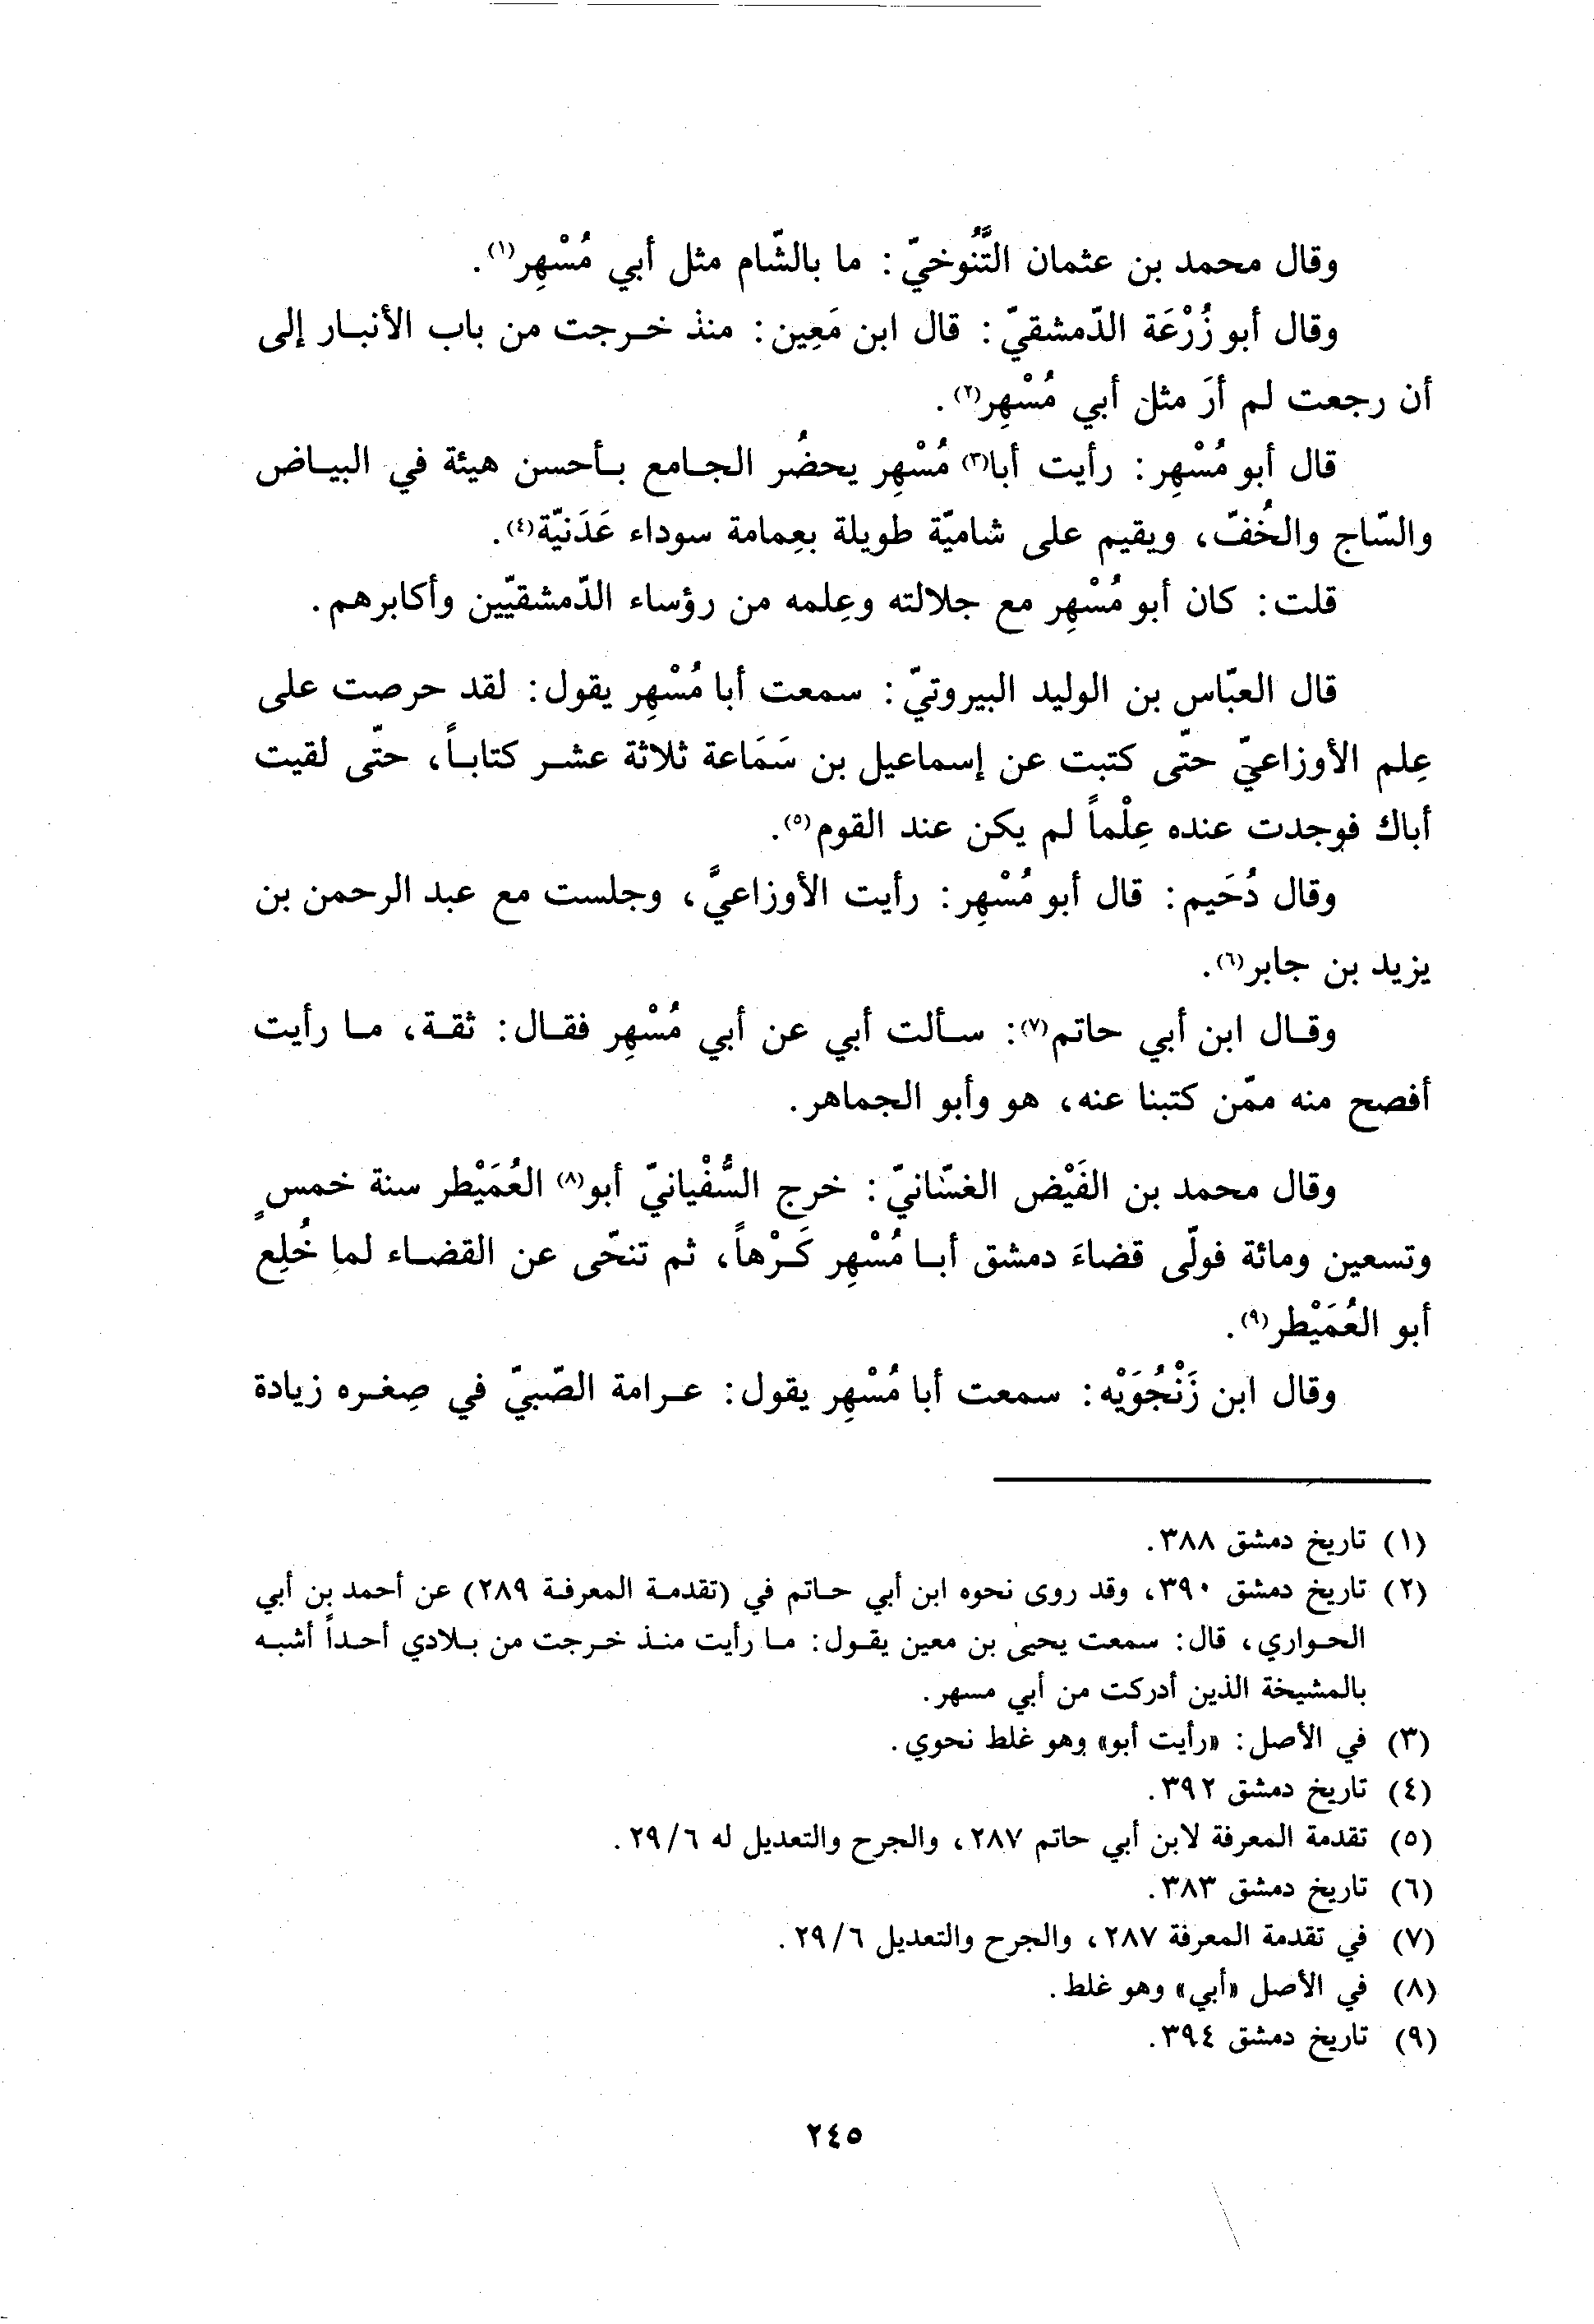 وقال محمد بن عثمان التَّنُوخيّ: ما بالشّام مثل أبي مُسْهِر(١).
وقال أبو زُرْعَة الدّمشقيّ: قال ابن مَعِين: منذ خرجت من باب الأنبار إلى
أن رجعت لم أرَ مثل أبي مُسْهِر(٢).
قال أبو مُسْهِر: رأيت أبا(٣) مُسْهِر يحضُر الجامع بأحسن هيئة في البياض
والسّاج والخُفّ، ويقيم على شاميّة طويلة بعِمامة سوداء عَدَنيّة(٤).
قلت: كان أبو مُسْهِر مع جلالته وعِلمه من رؤساء الدّمشقيّين وأكابرهم.
قال العبّاس بن الوليد البيروتيّ: سمعت أبا مُسْهِر يقول: لقد حرصت على
عِلم الأوزاعيّ حتّى كتبت عن إسماعيل بن سَمَاعة ثلاثة عشر كتاباً، حتّى لقيت
أباك فوجدت عنده عِلْماً لم يكن عند القوم(٥).
وقال دُحَيم: قال أبو مُسْهِر: رأيت الأوزاعيَّ، وجلست مع عبد الرحمن بن
يزيد بن جابر(٦).
وقال ابن أبي حاتم(٧): سألت أبي عن أبي مُسْهِر فقال: ثقة، ما رأيت
أفصح منه ممّن كتبنا عنه، هو وأبو الجماهر.
وقال محمد بن الفَيْض الغسّانيّ: خرج السُّفْيانيّ أبو(٨) العُمَيْطر سنة خمسٍ
وتسعين ومائة فولّى قضاءَ دمشق أبا مُسْهِر كَرْهاً، ثم تنحّى عن القضاء لما خُلِع
أبو العُمَيْطر(٩).
وقال ابن زَنْجُوَيْه: سمعت أبا مُسْهِر يقول: عرامة الصّبيّ في صِغره زيادة
(١) تاريخ دمشق ٣٨٨.
(٢) تاريخ دمشق ٣٩٠، وقد روى نحوه ابن أبي حاتم في (تقدمة المعرفة ٢٨٩) عن أحمد بن أبي
الحواري، قال: سمعت يحيى بن معين يقول: ما رأيت منذ خرجت من بلادي أحداً أشبه
بالمشيخة الذين أدركت من أبي مسهر.
(٣) في الأصل: «رأيت أبو» وهو غلط نحوي.
(٤) تاريخ دمشق ٣٩٢.
(٥) تقدمة المعرفة لابن أبي حاتم ٢٨٧، والجرح والتعديل له ٢٩/٦.
(٦) تاريخ دمشق ٣٨٣.
(٧) في تقدمة المعرفة ٢٨٧، والجرح والتعديل ٢٩/٦.
(٨) في الأصل «أبي» وهو غلط.
(٩) تاريخ دمشق ٣٩٤.
٢٤٥